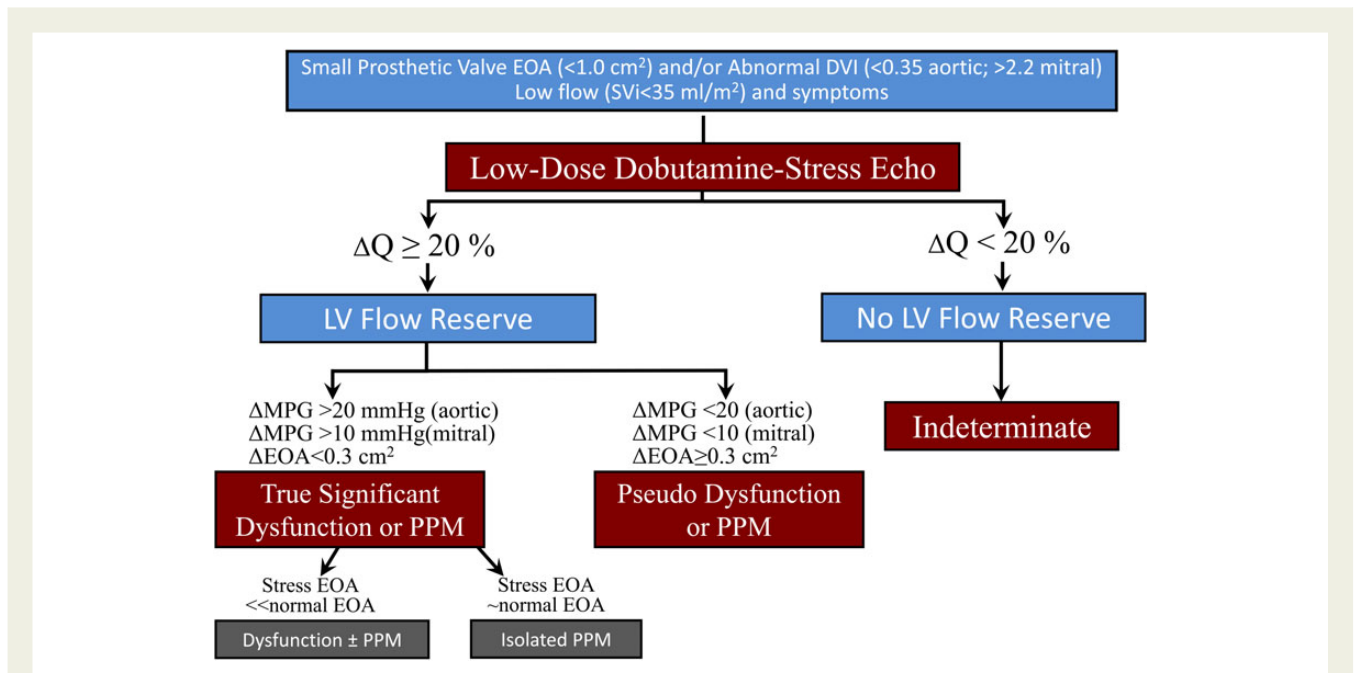 Small Prosthetic Valve EOA (<1.0 cm²) and/or Abnormal DVI (<0.35 aortic; >2.2 mitral)
Low flow (SVi<35 ml/m²) and symptoms
Low-Dose Dobutamine-Stress Echo
ΔQ ≥ 20 %
ΔQ < 20 %
LV Flow Reserve
No LV Flow Reserve
ΔMPG >20 mmHg (aortic)
ΔMPG >10 mmHg(mitral)
ΔEOA<0.3 cm²
ΔMPG <20 (aortic)
ΔMPG <10 (mitral)
ΔEOA≥0.3 cm²
Indeterminate
True Significant
Dysfunction or PPM
Pseudo Dysfunction
or PPM
Stress EOA
<<normal EOA
Stress EOA
~normal EOA
Dysfunction ± PPM
Isolated PPM